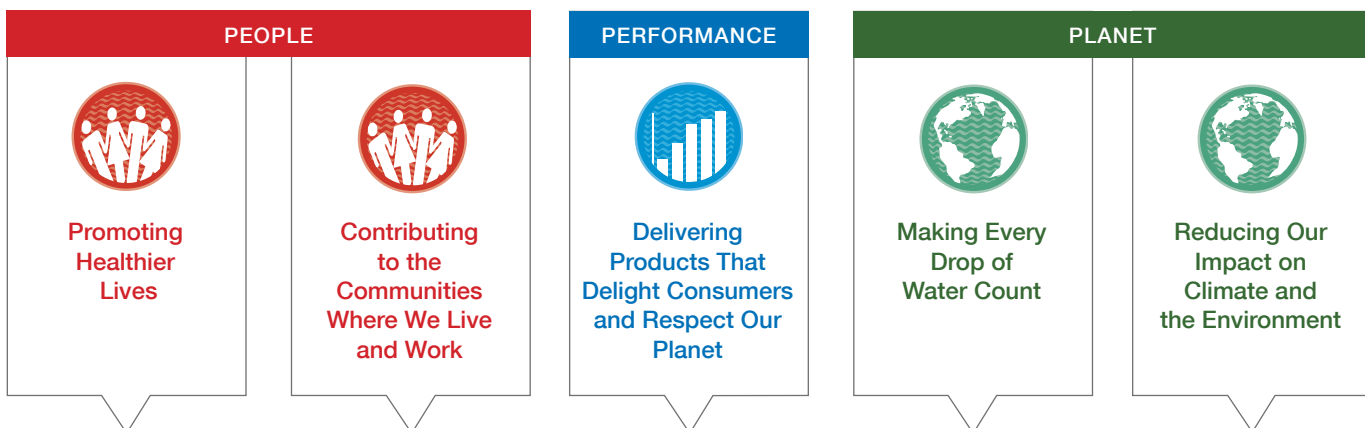 PEOPLE
Promoting
Healthier
Lives
Contributing
to the
Communities
Where We Live
and Work
PERFORMANCE
Delivering
Products That
Delight Consumers
and Respect Our
Planet
PLANET
Making Every
Drop of
Water Count
Reducing Our
Impact on
Climate and
the Environment